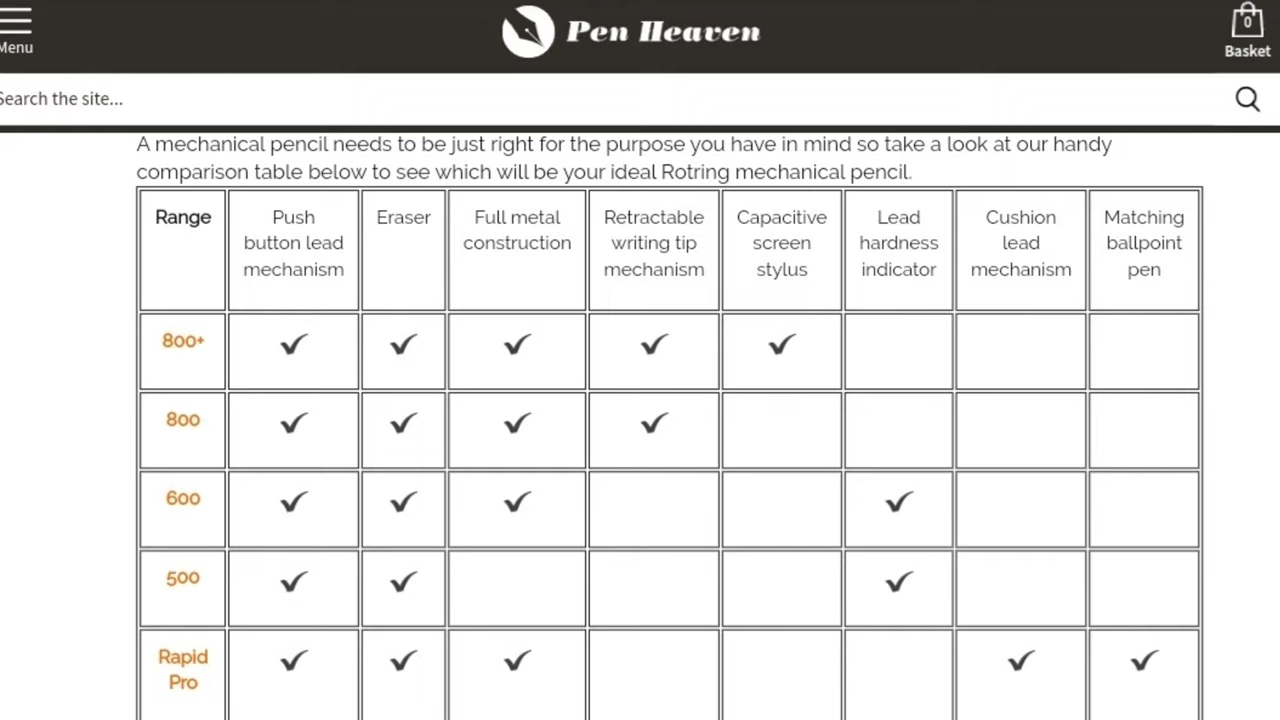 Menu
Pen Heaven
0
Basket
Search the site...
A mechanical pencil needs to be just right for the purpose you have in mind so take a look at our handy
comparison table below to see which will be your ideal Rotring mechanical pencil.
Range
Push
button lead
mechanism
Eraser
Full metal
construction
Retractable
writing tip
mechanism
Capacitive
screen
stylus
Lead
hardness
indicator
Cushion
lead
mechanism
Matching
ballpoint
pen
800+
800
600
500
Rapid
Pro